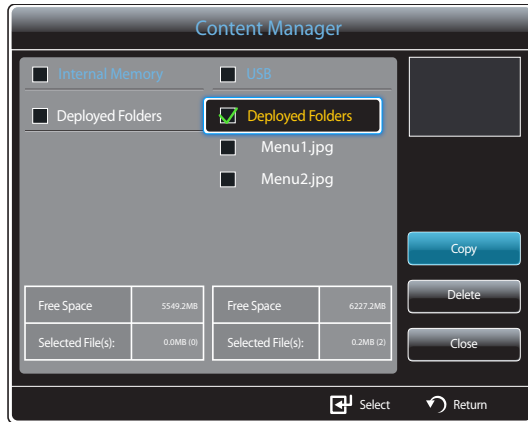 Content Manager
Internal Memory
USB
Deployed Folders
Deployed Folders
Menu1.jpg
Menu2.jpg
Copy
Free Space 5549.2MB
Free Space 6227.2MB
Delete
Selected File(s): 0.0MB (0)
Selected File(s): 0.2MB (2)
Close
Select
Return